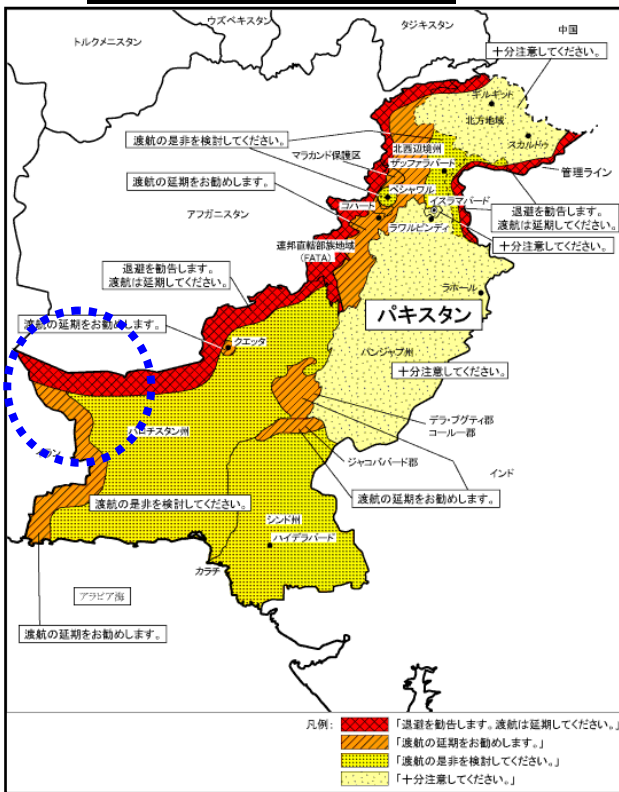 ウズベキスタン
タジキスタン
トルクメニスタン
中国
十分注意してください。
ギルギット
北方地域
スカルドゥ
渡航の是非を検討してください。
北西辺境州
マラカンド保護区
ザッファラバード
管理ライン
渡航の延期をお勧めします。
ペシャワル
コハート
イスラマバード
アフガニスタン
ラワルピンディ
退避を勧告します。
渡航は延期してください。
連邦直轄部族地域
(FATA)
十分注意してください。
退避を勧告します。
渡航は延期してください。
ラホール
パキスタン
渡航の延期をお勧めします。
クエッタ
パンジャブ州
十分注意してください。
デラ・ブグティ郡
コールー郡
バロチスタン州
ジャコババード郡
インド
渡航の是非を検討してください。
渡航の延期をお勧めします。
シンド州
ハイデラバード
カラチ
アラビア海
渡航の延期をお勧めします。
凡例:
「退避を勧告します。渡航は延期してください。」
「渡航の延期をお勧めします。」
「渡航の是非を検討してください。」
「十分注意してください。」